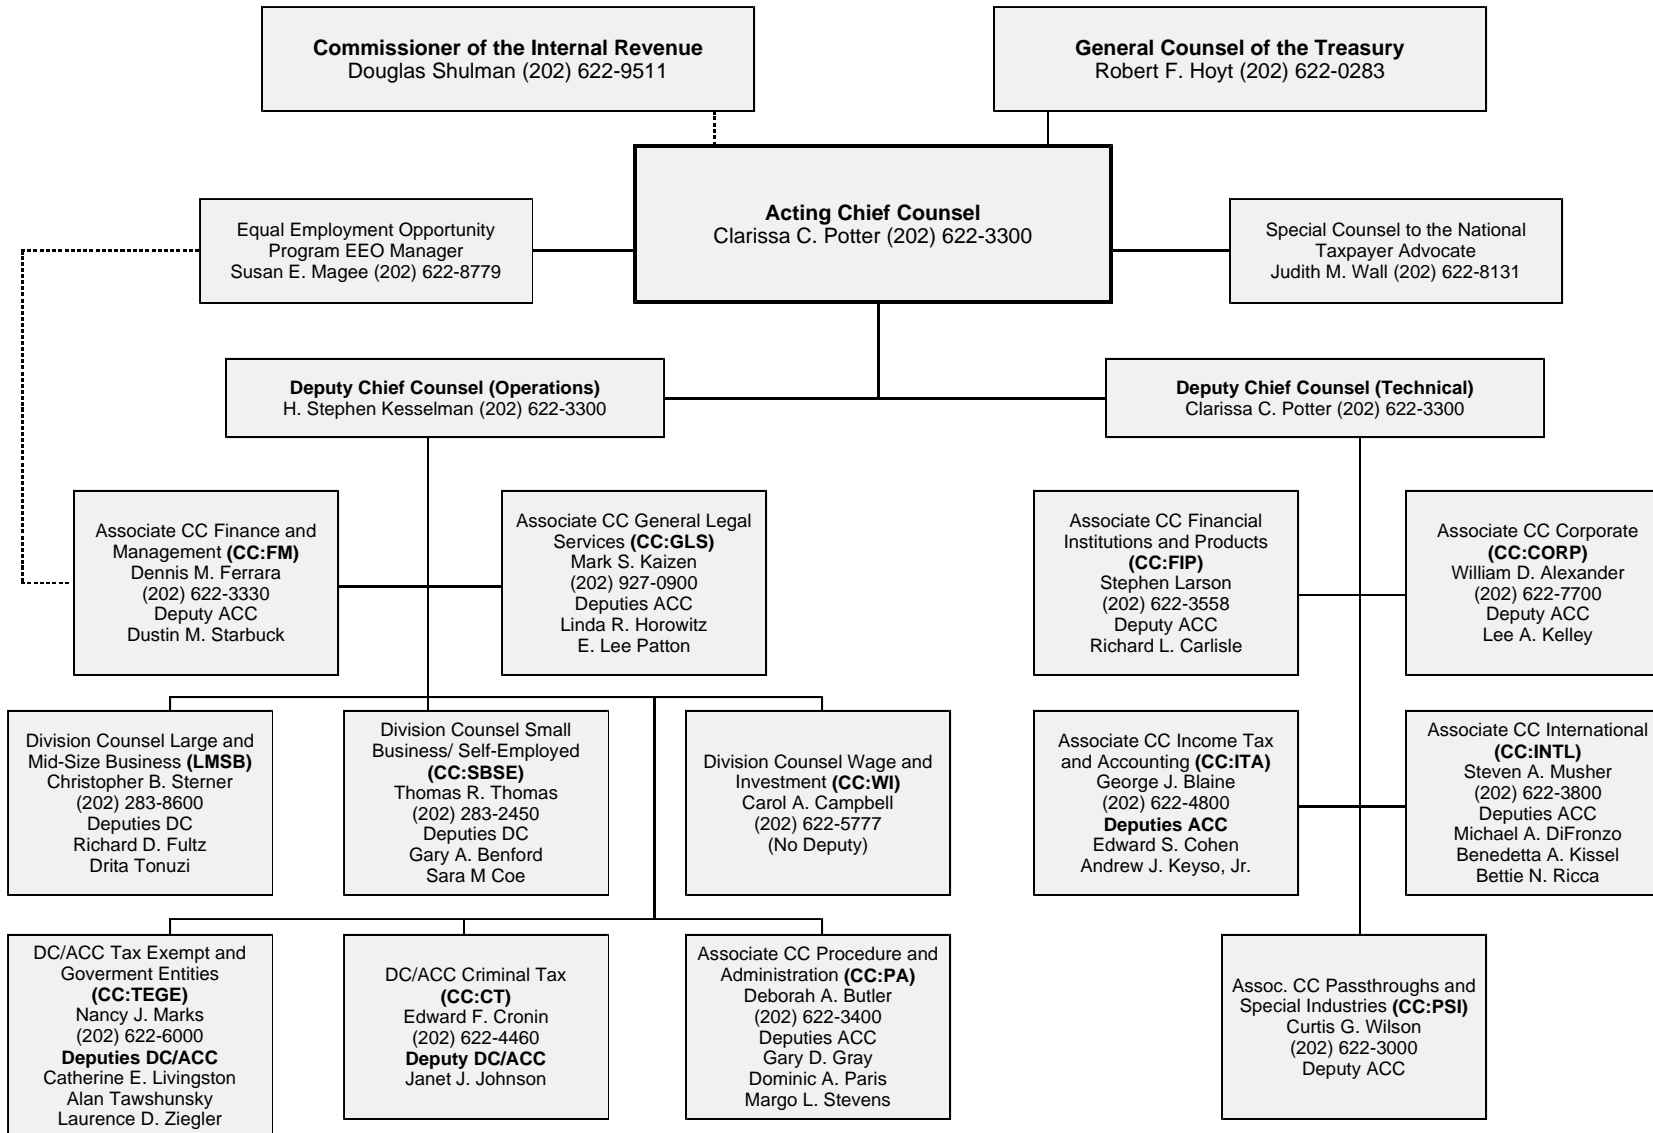 Commissioner of the Internal Revenue
Douglas Shulman (202) 622-9511
General Counsel of the Treasury
Robert F. Hoyt (202) 622-0283
Acting Chief Counsel
Clarissa C. Potter (202) 622-3300
Equal Employment Opportunity
Program EEO Manager
Susan E. Magee (202) 622-8779
Special Counsel to the National
Taxpayer Advocate
Judith M. Wall (202) 622-8131
Deputy Chief Counsel (Operations)
H. Stephen Kesselman (202) 622-3300
Deputy Chief Counsel (Technical)
Clarissa C. Potter (202) 622-3300
Associate CC Finance and
Management (CC:FM)
Dennis M. Ferrara
(202) 622-3330
Deputy ACC
Dustin M. Starbuck
Associate CC General Legal
Services (CC:GLS)
Mark S. Kaizen
(202) 927-0900
Deputies ACC
Linda R. Horowitz
E. Lee Patton
Associate CC Financial
Institutions and Products
(CC:FIP)
Stephen Larson
(202) 622-3558
Deputy ACC
Richard L. Carlisle
Associate CC Corporate
(CC:CORP)
William D. Alexander
(202) 622-7700
Deputy ACC
Lee A. Kelley
Division Counsel Large and
Mid-Size Business (LMSB)
Christopher B. Sterner
(202) 283-8600
Deputies DC
Richard D. Fultz
Drita Tonuzi
Division Counsel Small
Business/ Self-Employed
(CC:SBSE)
Thomas R. Thomas
(202) 283-2450
Deputies DC
Gary A. Benford
Sara M Coe
Division Counsel Wage and
Investment (CC:WI)
Carol A. Campbell
(202) 622-5777
(No Deputy)
Associate CC Income Tax
and Accounting (CC:ITA)
George J. Blaine
(202) 622-4800
Deputies ACC
Edward S. Cohen
Andrew J. Keyso, Jr.
Associate CC International
(CC:INTL)
Steven A. Musher
(202) 622-3800
Deputies ACC
Michael A. DiFronzo
Benedetta A. Kissel
Bettie N. Ricca
DC/ACC Tax Exempt and
Goverment Entities
(CC:TEGE)
Nancy J. Marks
(202) 622-6000
Deputies DC/ACC
Catherine E. Livingston
Alan Tawshunsky
Laurence D. Ziegler
DC/ACC Criminal Tax
(CC:CT)
Edward F. Cronin
(202) 622-4460
Deputy DC/ACC
Janet J. Johnson
Associate CC Procedure and
Administration (CC:PA)
Deborah A. Butler
(202) 622-3400
Deputies ACC
Gary D. Gray
Dominic A. Paris
Margo L. Stevens
Assoc. CC Passthroughs and
Special Industries (CC:PSI)
Curtis G. Wilson
(202) 622-3000
Deputy ACC